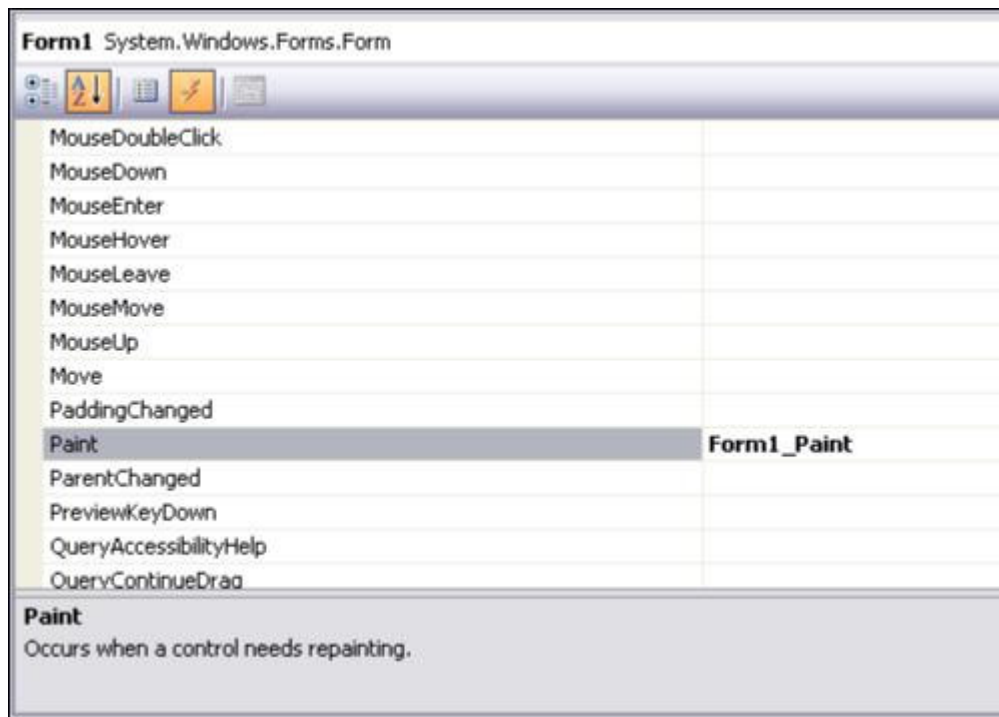 Form1 System.Windows.Forms.Form
MouseDoubleClick
MouseDown
MouseEnter
MouseHover
MouseLeave
MouseMove
MouseUp
Move
PaddingChanged
Paint Form1_Paint
ParentChanged
PreviewKeyDown
QueryAccessibilityHelp
QueryContinueDrag
Paint
Occurs when a control needs repainting.